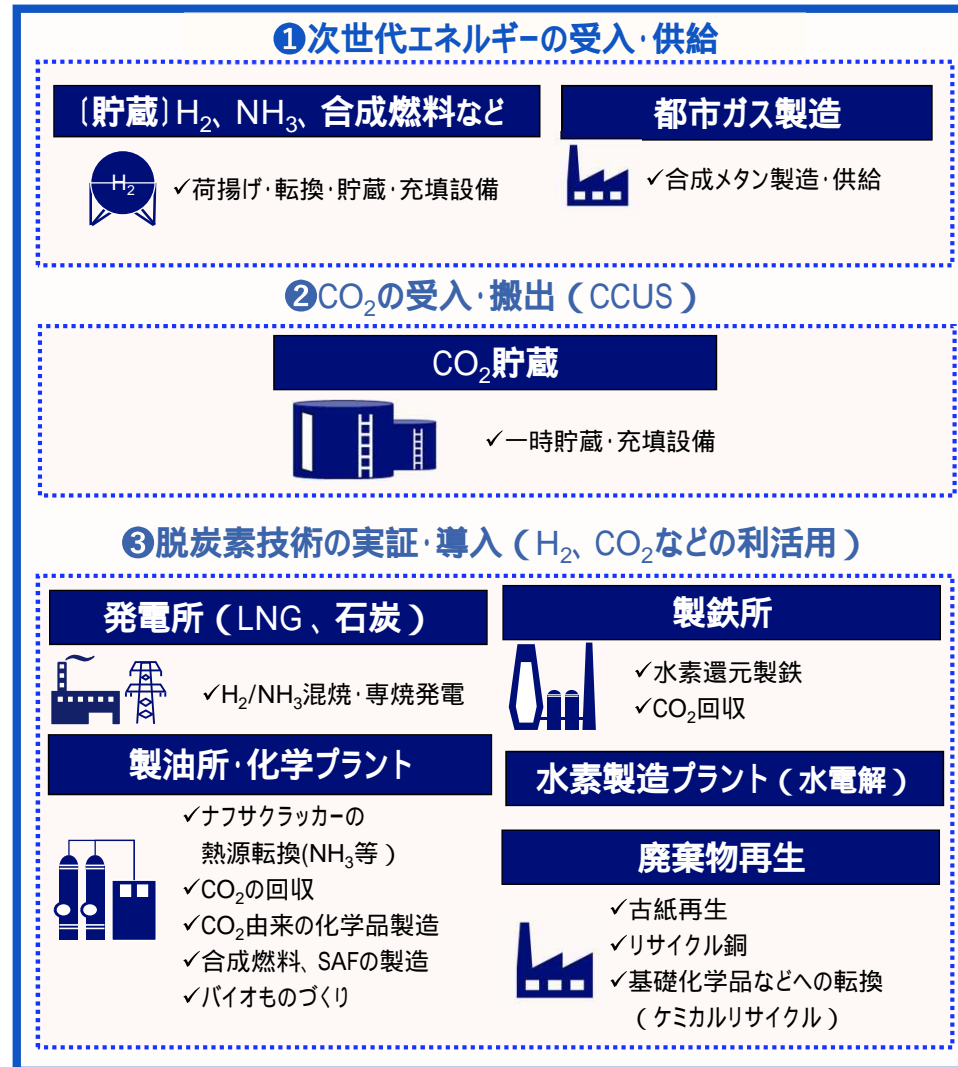 ❶次世代エネルギーの受入･供給
〔貯蔵〕H₂、NH₃、合成燃料など
H₂
✓荷揚げ･転換･貯蔵･充填設備
都市ガス製造
✓合成メタン製造･供給
❷CO₂の受入･搬出（CCUS）
CO₂貯蔵
✓一時貯蔵･充填設備
❸脱炭素技術の実証･導入（H₂、CO₂などの利活用）
発電所（LNG、石炭）
✓H₂/NH₃混焼･専焼発電
製鉄所
✓水素還元製鉄
✓CO₂回収
製油所･化学プラント
✓ナフサクラッカーの
熱源転換(NH₃等）
✓CO₂の回収
✓CO₂由来の化学品製造
✓合成燃料、SAFの製造
✓バイオものづくり
水素製造プラント（水電解）
廃棄物再生
✓古紙再生
✓リサイクル銅
✓基礎化学品などへの転換
（ケミカルリサイクル）